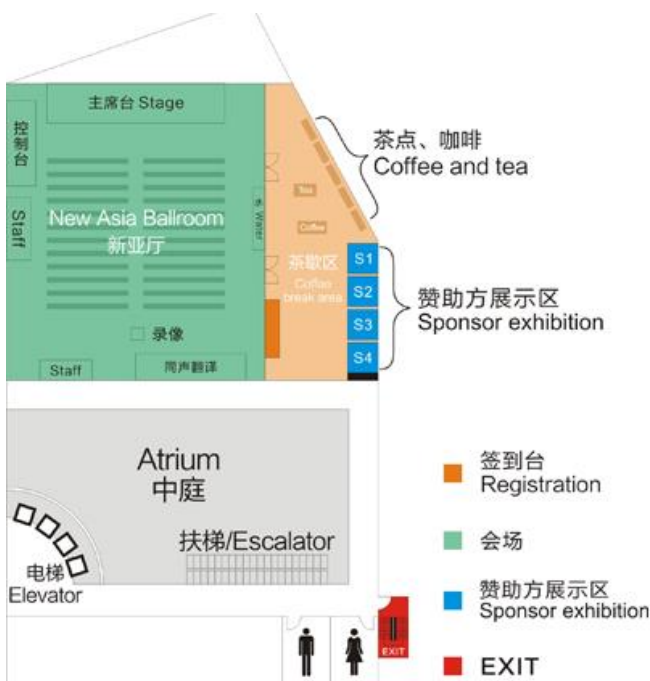 主席台 Stage
控制台
茶点、咖啡
Coffee and tea
Tea
Staff
New Asia Ballroom
新亚厅
水 Water
Coffee
茶歇区
Coffee
break area
S1
S2
S3
S4
赞助方展示区
Sponsor exhibition
录像
Staff
同声翻译
Atrium
中庭
扶梯/Escalator
电梯
Elevator
签到台
Registration
会场
赞助方展示区
Sponsor exhibition
EXIT
EXIT